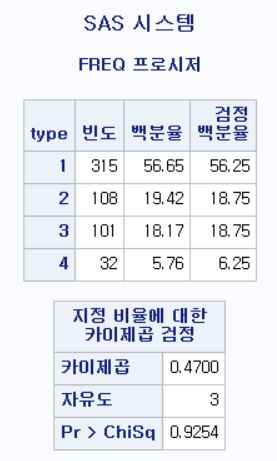 SAS 시스템
FREQ 프로시저
type 빈도 백분율 검정 백분율
1 315 56.65 56.25
2 108 19.42 18.75
3 101 18.17 18.75
4 32 5.76 6.25
지정 비율에 대한
카이제곱 검정
카이제곱 0.4700
자유도 3
Pr > ChiSq 0.9254